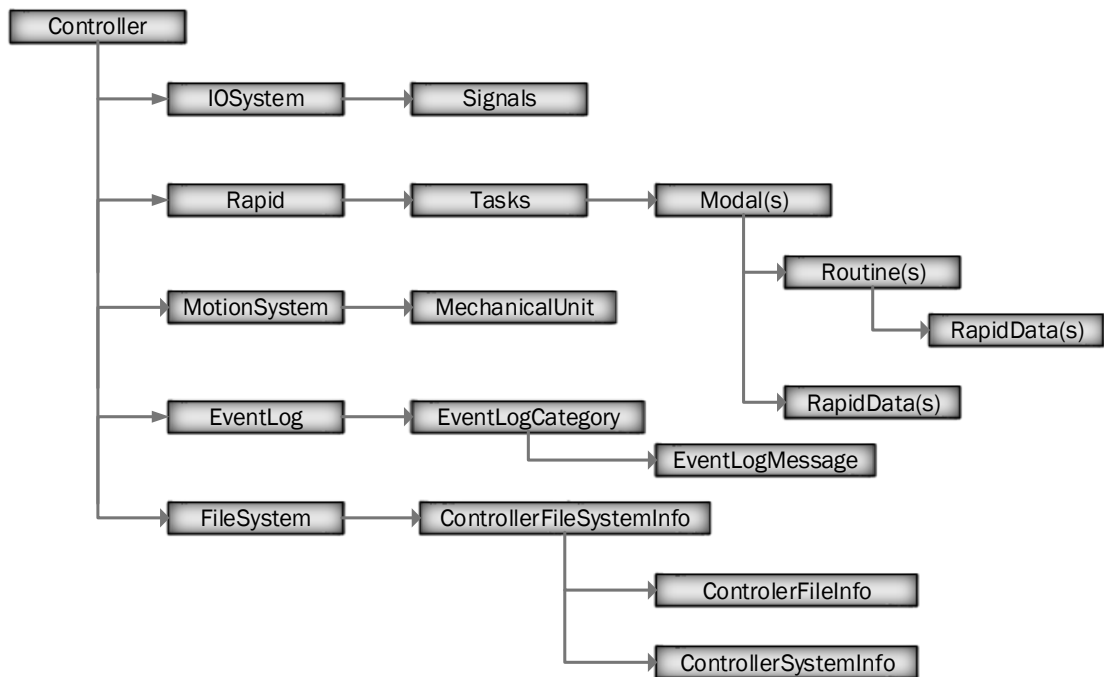 Controller
IOSystem
Signals
Rapid
Tasks
Modal(s)
Routine(s)
RapidData(s)
MotionSystem
MechanicalUnit
RapidData(s)
EventLog
EventLogCategory
EventLogMessage
FileSystem
ControllerFileSystemInfo
ControlerFileInfo
ControllerSystemInfo